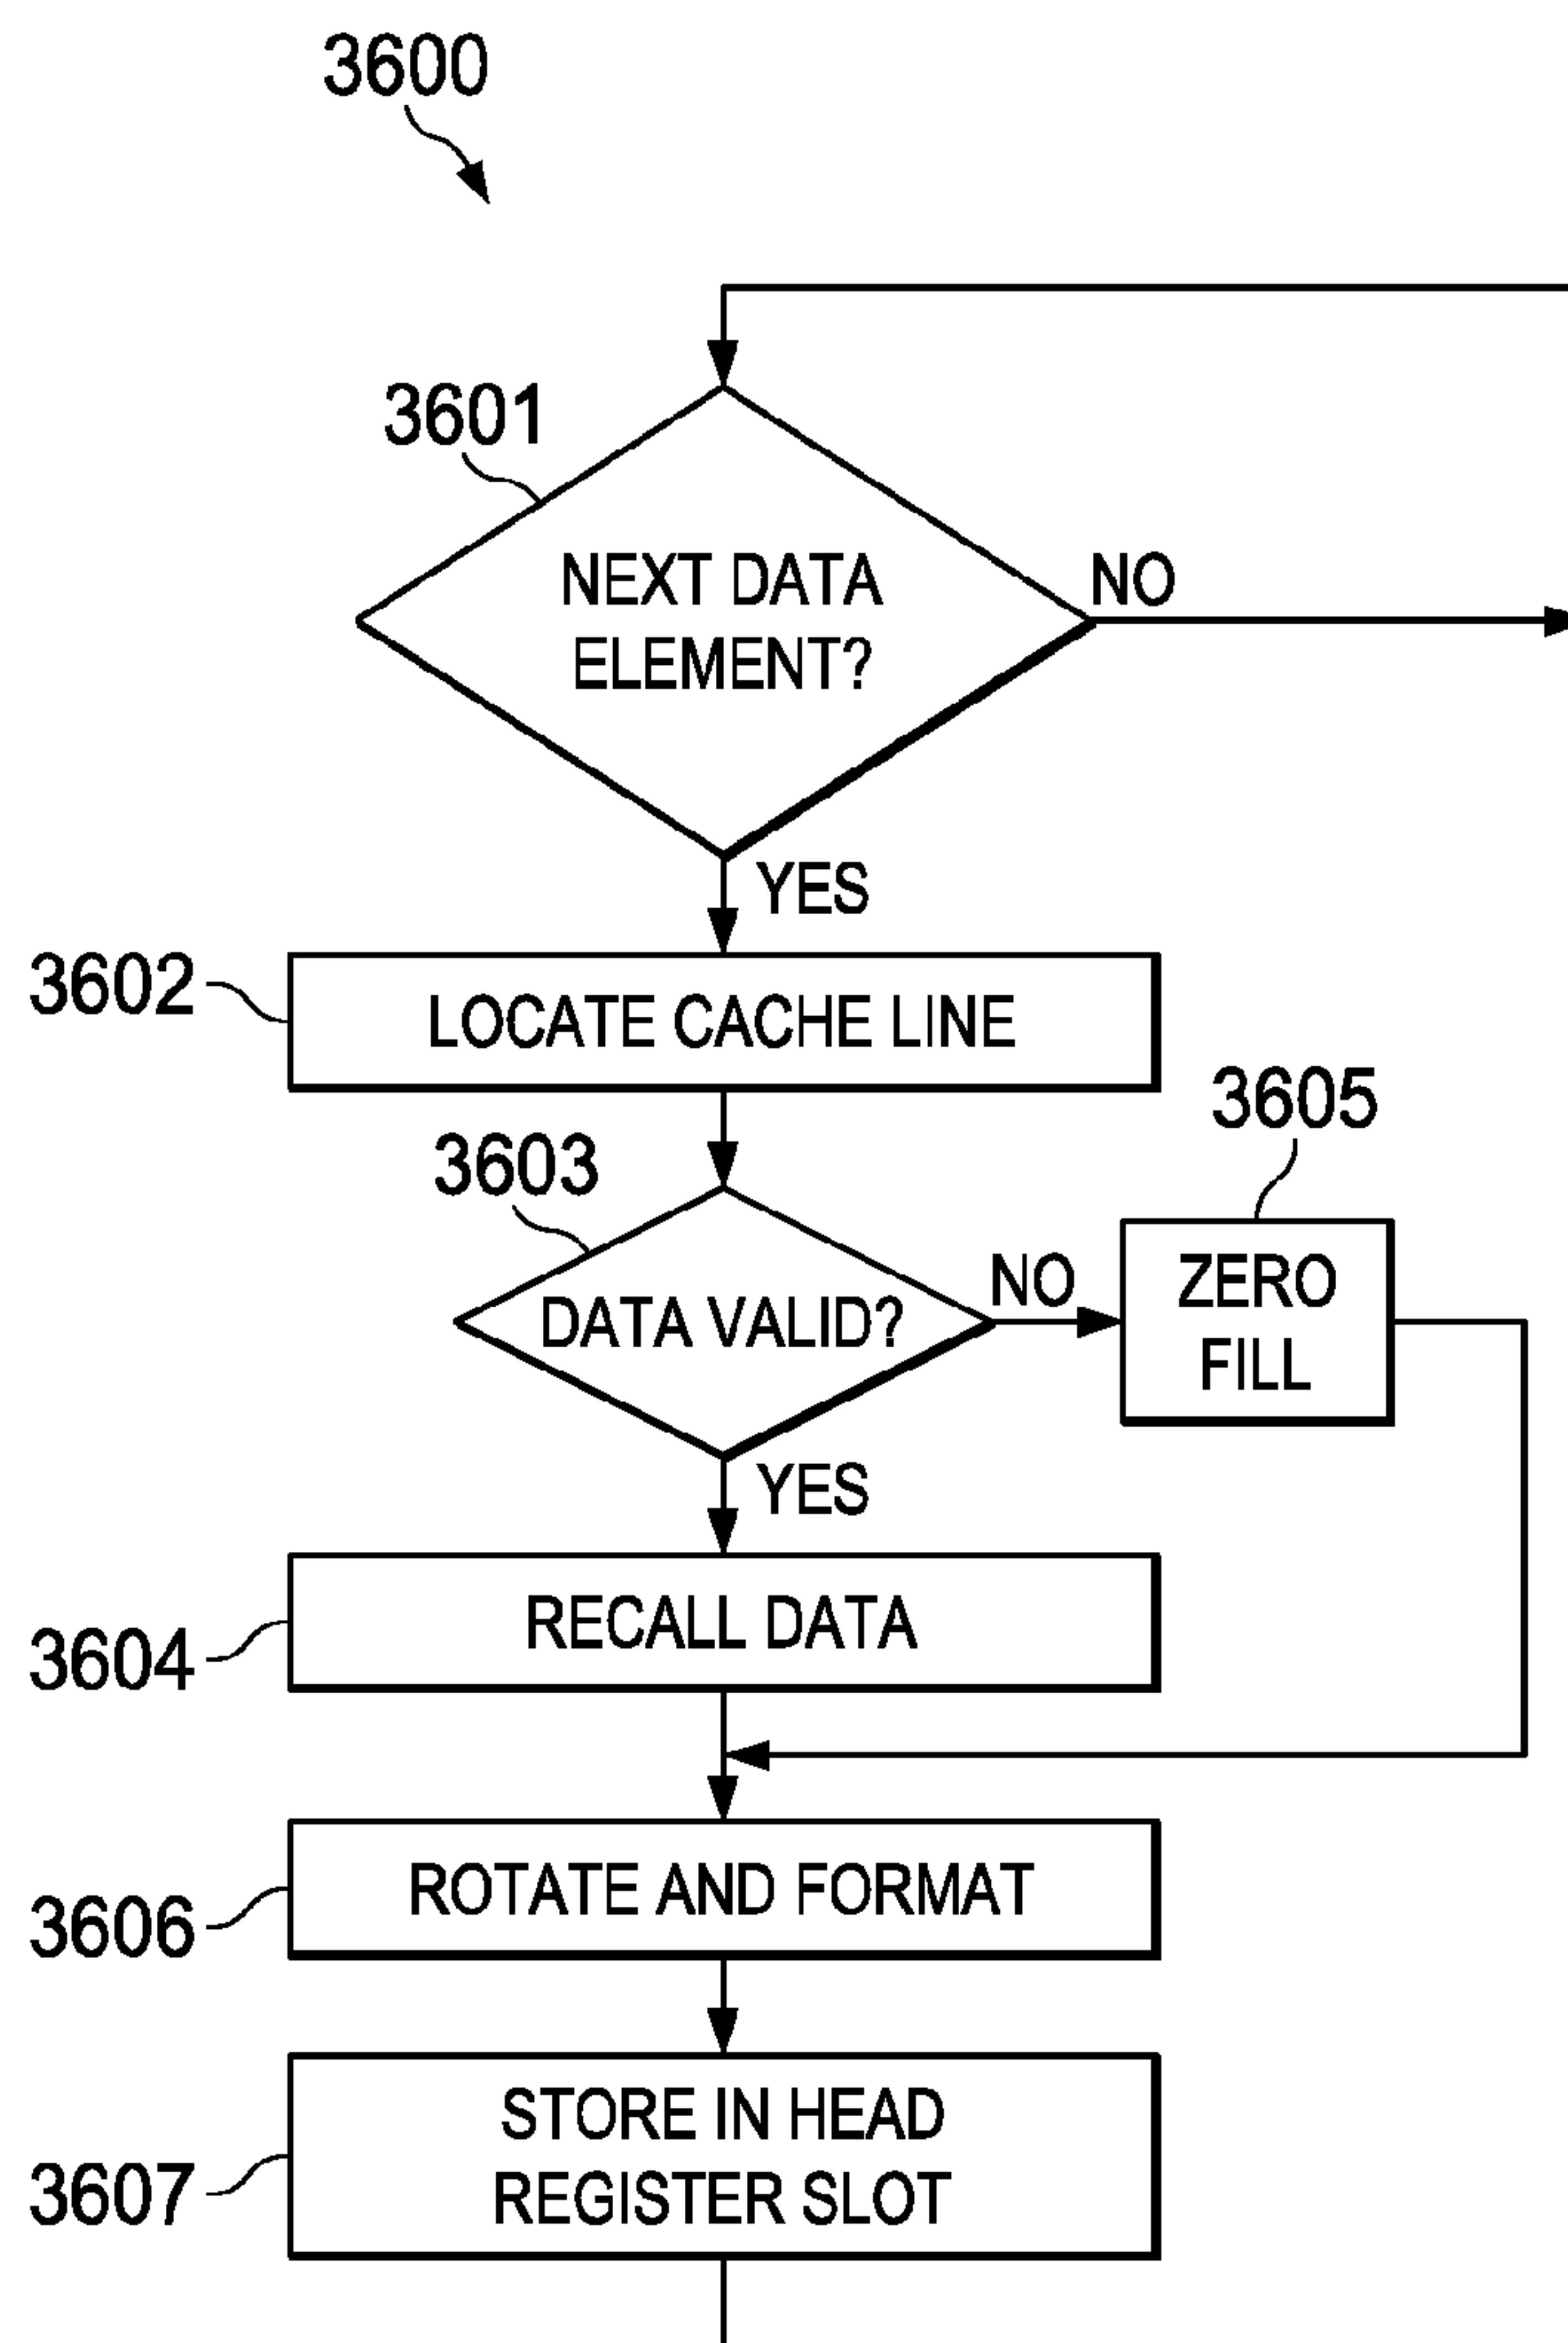 3600
3601
NEXT DATA
ELEMENT?
NO
YES
3602
LOCATE CACHE LINE
3603
DATA VALID?
NO
3605
ZERO
FILL
YES
3604
RECALL DATA
3606
ROTATE AND FORMAT
3607
STORE IN HEAD
REGISTER SLOT